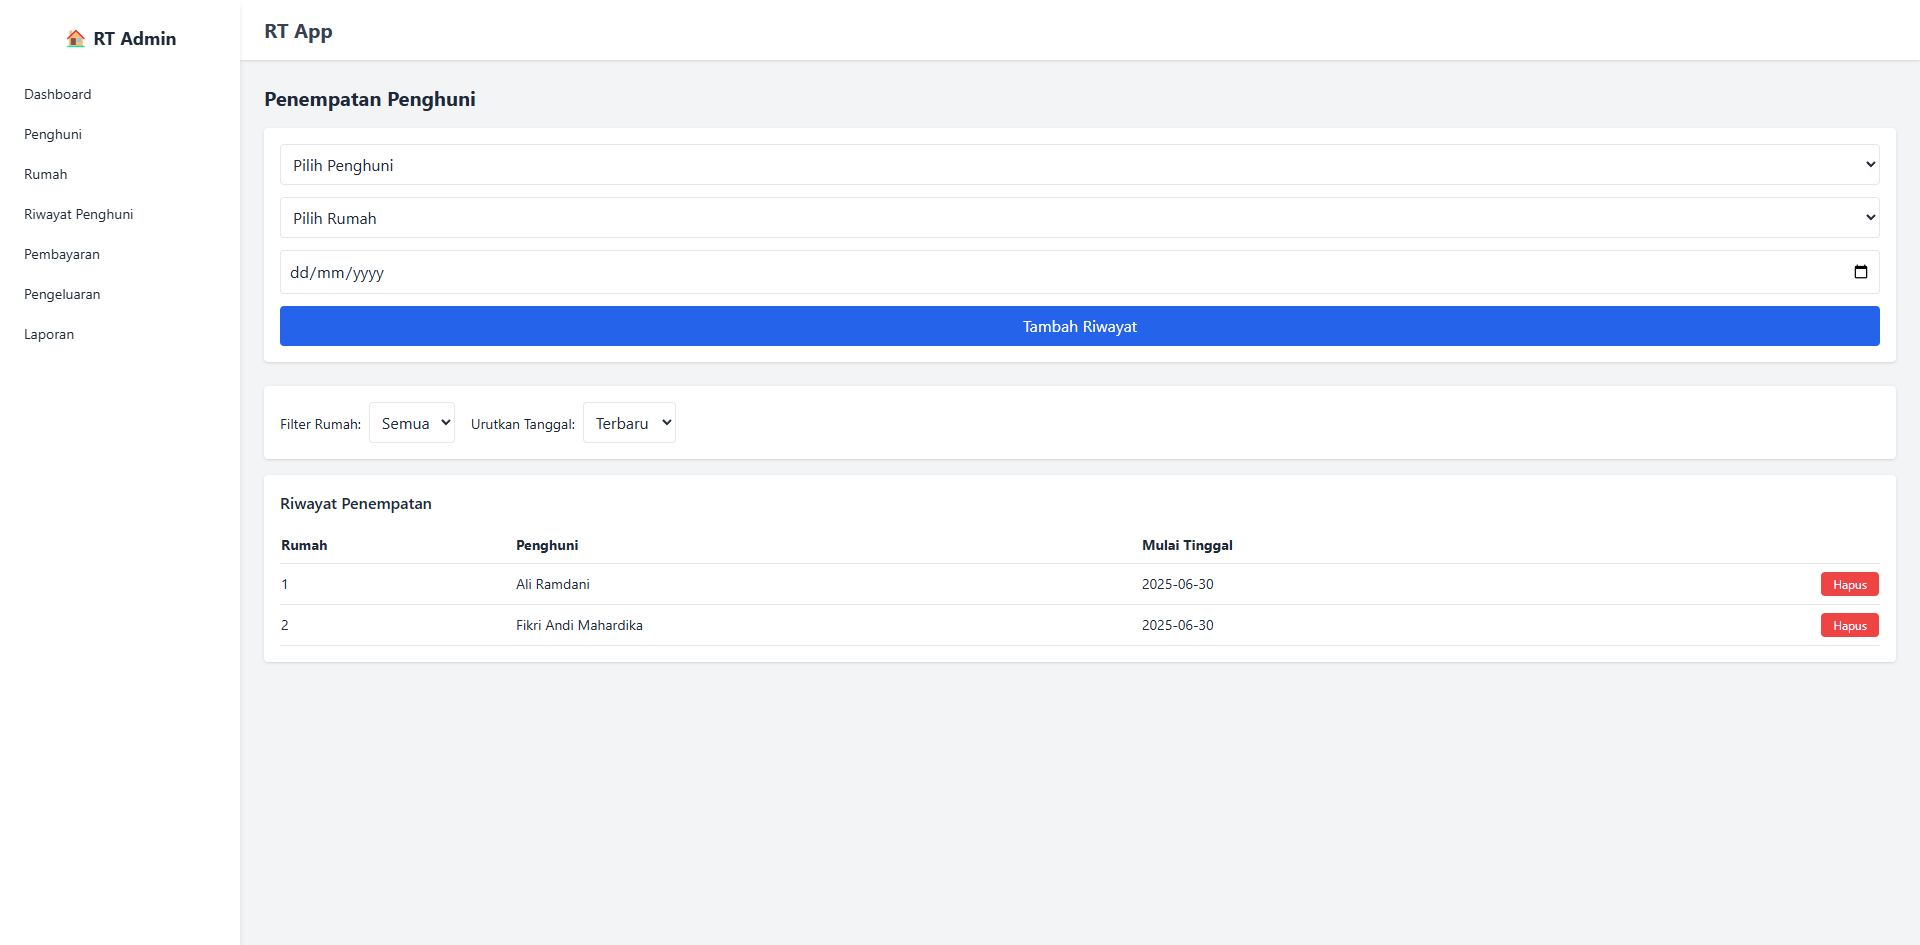 RT Admin
Dashboard
Penghuni
Rumah
Riwayat Penghuni
Pembayaran
Pengeluaran
Laporan
RT App
Penempatan Penghuni
Pilih Penghuni
Pilih Rumah
dd/mm/yyyy
Tambah Riwayat
Filter Rumah: Semua Urutkan Tanggal: Terbaru
Riwayat Penempatan
Rumah Penghuni Mulai Tinggal
1 Ali Ramdani 2025-06-30 Hapus
2 Fikri Andi Mahardika 2025-06-30 Hapus